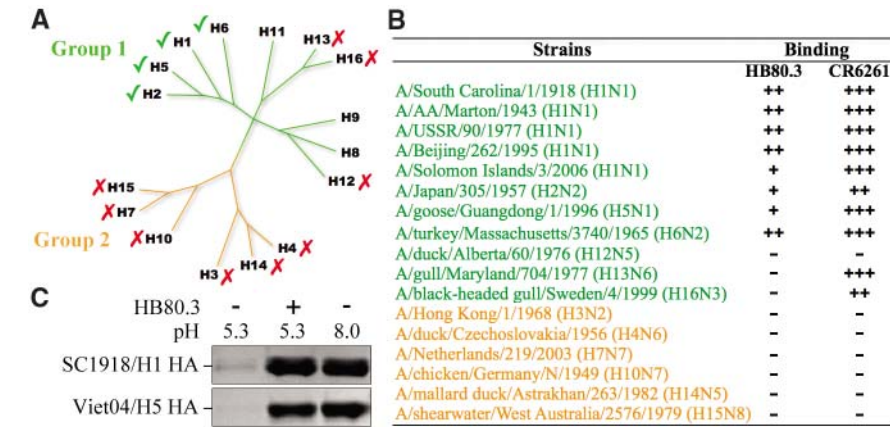 A
Group 1
✓ H6
✓ H1
✓ H5
✓ H2
H11
H13 ✗
H16 ✗
H9
H8
H12 ✗
✗ H15
✗ H7
✗ H10
Group 2
H3 ✗
H14 ✗
H4 ✗
B
Strains Binding
HB80.3 CR6261
A/South Carolina/1/1918 (H1N1) ++ +++
A/AA/Marton/1943 (H1N1) ++ +++
A/USSR/90/1977 (H1N1) ++ +++
A/Beijing/262/1995 (H1N1) ++ +++
A/Solomon Islands/3/2006 (H1N1) + +++
A/Japan/305/1957 (H2N2) + ++
A/goose/Guangdong/1/1996 (H5N1) + +++
A/turkey/Massachusetts/3740/1965 (H6N2) ++ +++
A/duck/Alberta/60/1976 (H12N5) - -
A/gull/Maryland/704/1977 (H13N6) - +++
A/black-headed gull/Sweden/4/1999 (H16N3) - ++
A/Hong Kong/1/1968 (H3N2) - -
A/duck/Czechoslovakia/1956 (H4N6) - -
A/Netherlands/219/2003 (H7N7) - -
A/chicken/Germany/N/1949 (H10N7) - -
A/mallard duck/Astrakhan/263/1982 (H14N5) - -
A/shearwater/West Australia/2576/1979 (H15N8) - -
C
HB80.3 - + -
pH 5.3 5.3 8.0
SC1918/H1 HA
Viet04/H5 HA